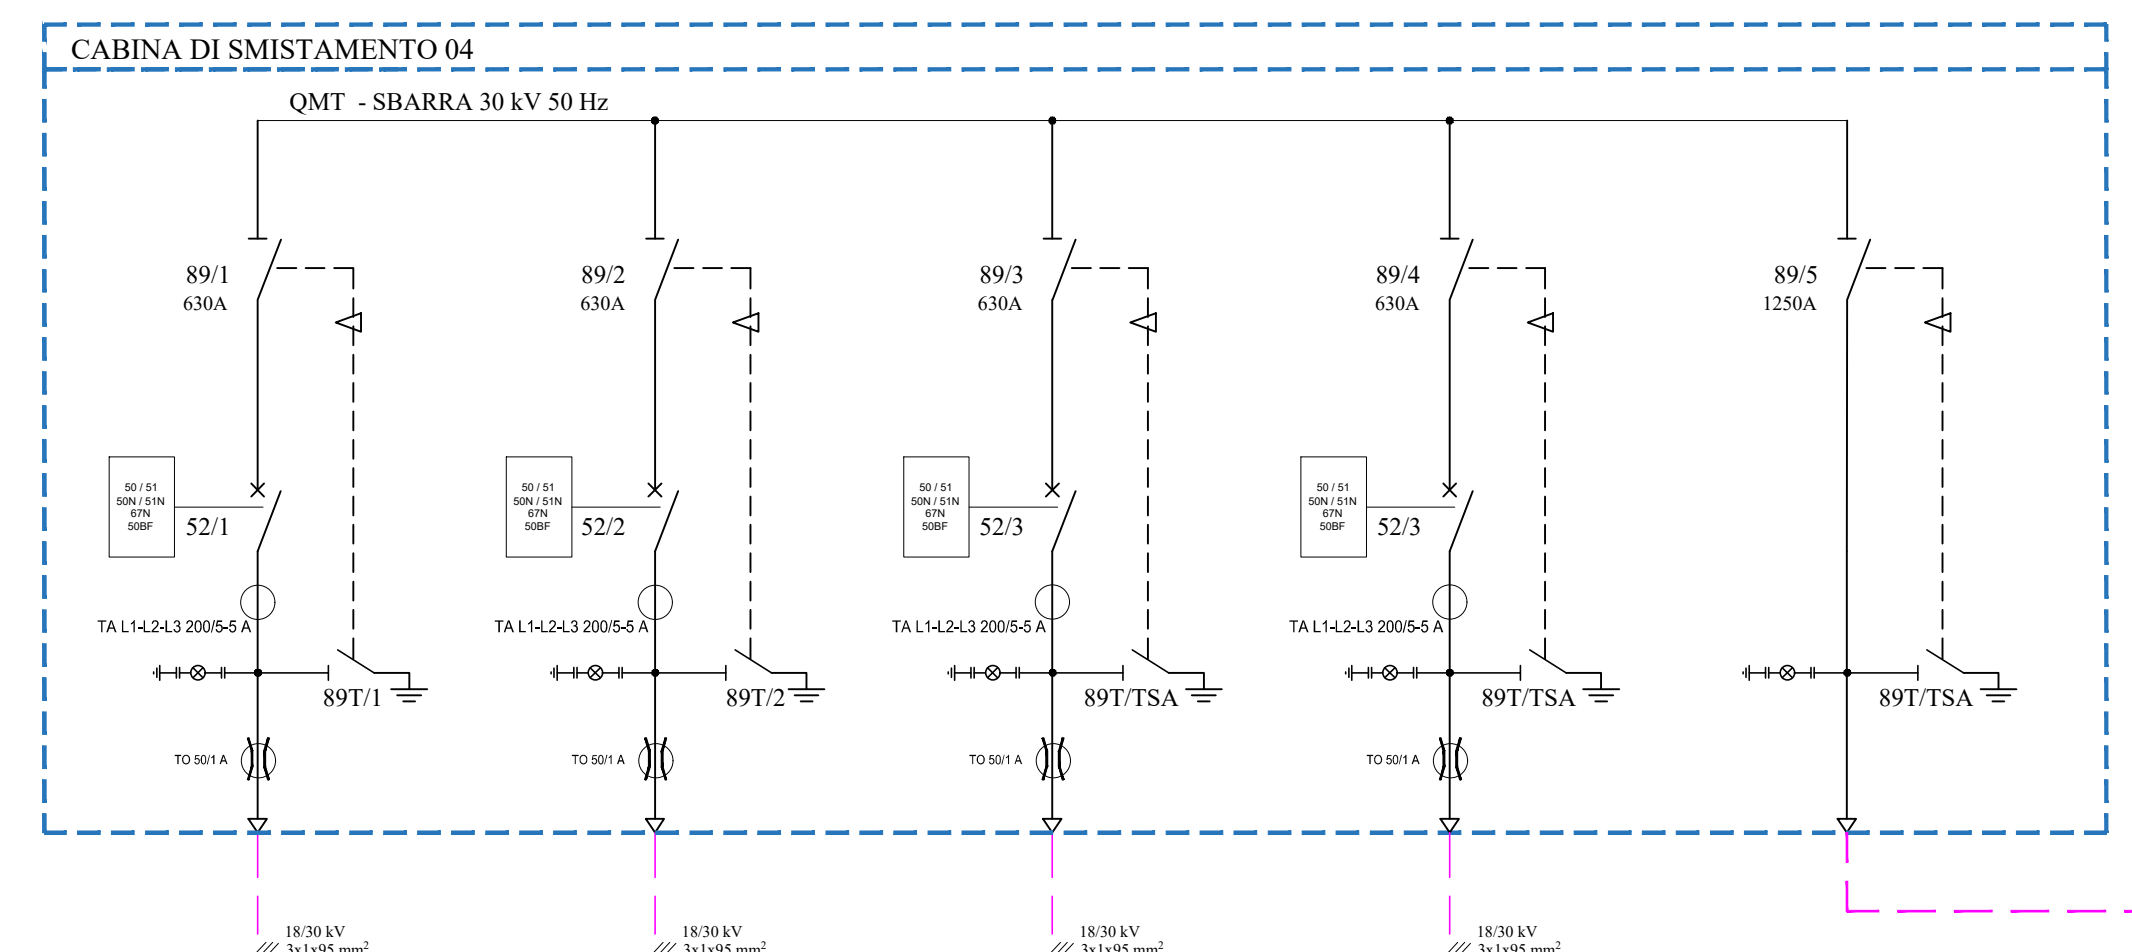 CABINA DI SMISTAMENTO 04
QMT - SBARRA 30 kV 50 Hz
89/1
630A
89/2
630A
89/3
630A
89/4
630A
89/5
1250A
50 / 51
50N / 51N
67N
50BF
52/1
50 / 51
50N / 51N
67N
50BF
52/2
50 / 51
50N / 51N
67N
50BF
52/3
50 / 51
50N / 51N
67N
50BF
52/3
TA L1-L2-L3 200/5-5 A
TA L1-L2-L3 200/5-5 A
TA L1-L2-L3 200/5-5 A
TA L1-L2-L3 200/5-5 A
89T/1
89T/2
89T/TSA
89T/TSA
89T/TSA
TO 50/1 A
TO 50/1 A
TO 50/1 A
TO 50/1 A
18/30 kV
3x1x95 mm²
18/30 kV
3x1x95 mm²
18/30 kV
3x1x95 mm²
18/30 kV
3x1x95 mm²